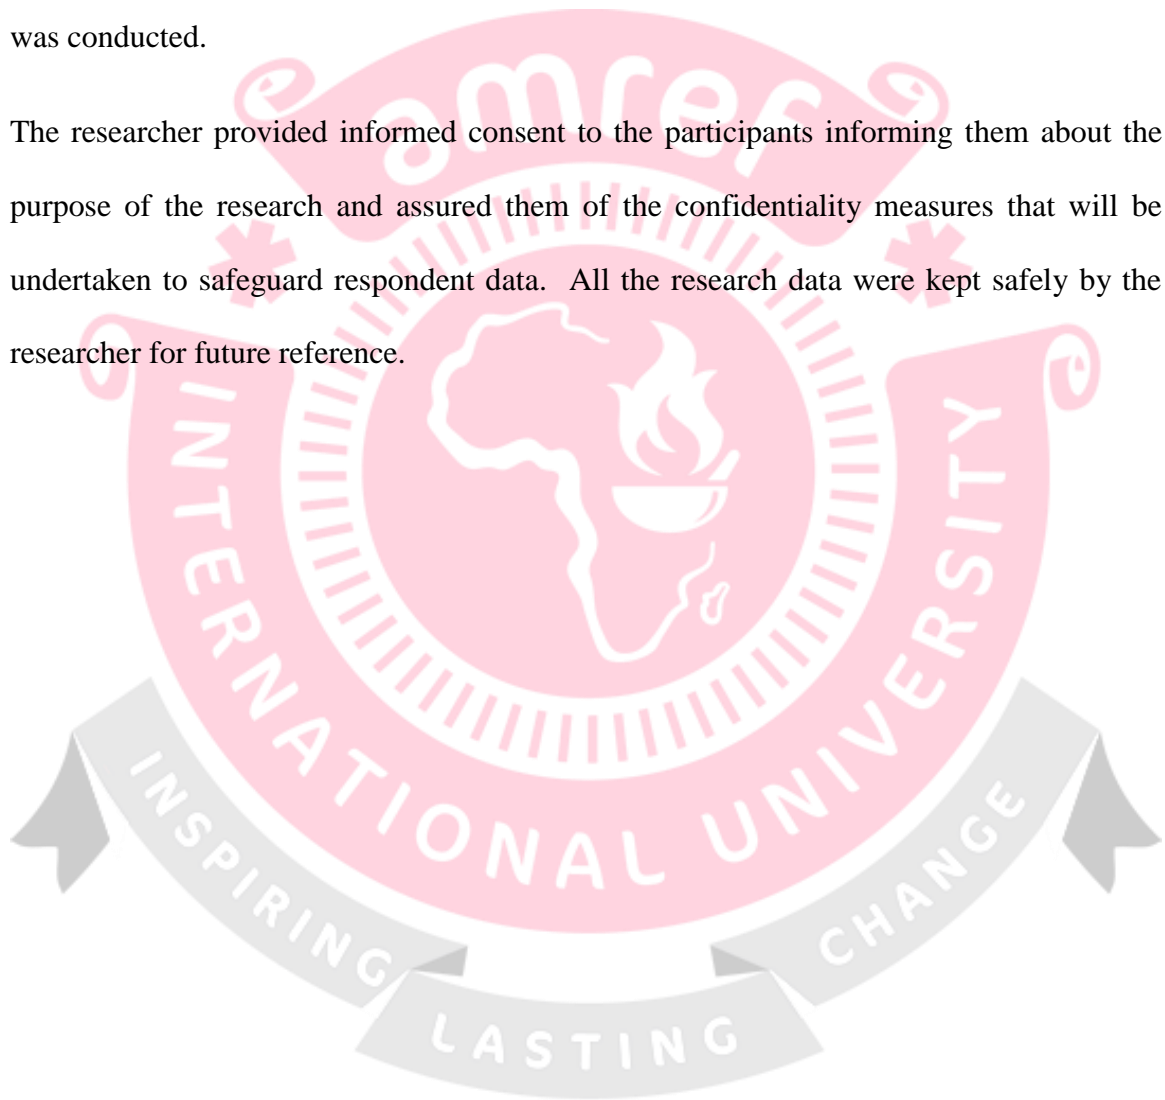 was conducted.
amref
The researcher provided informed consent to the participants informing them about the
purpose of the research and assured them of the confidentiality measures that will be
undertaken to safeguard respondent data. All the research data were kept safely by the
researcher for future reference.
INTERNATIONAL UNIVERSITY
INSPIRING
LASTING
CHANGE